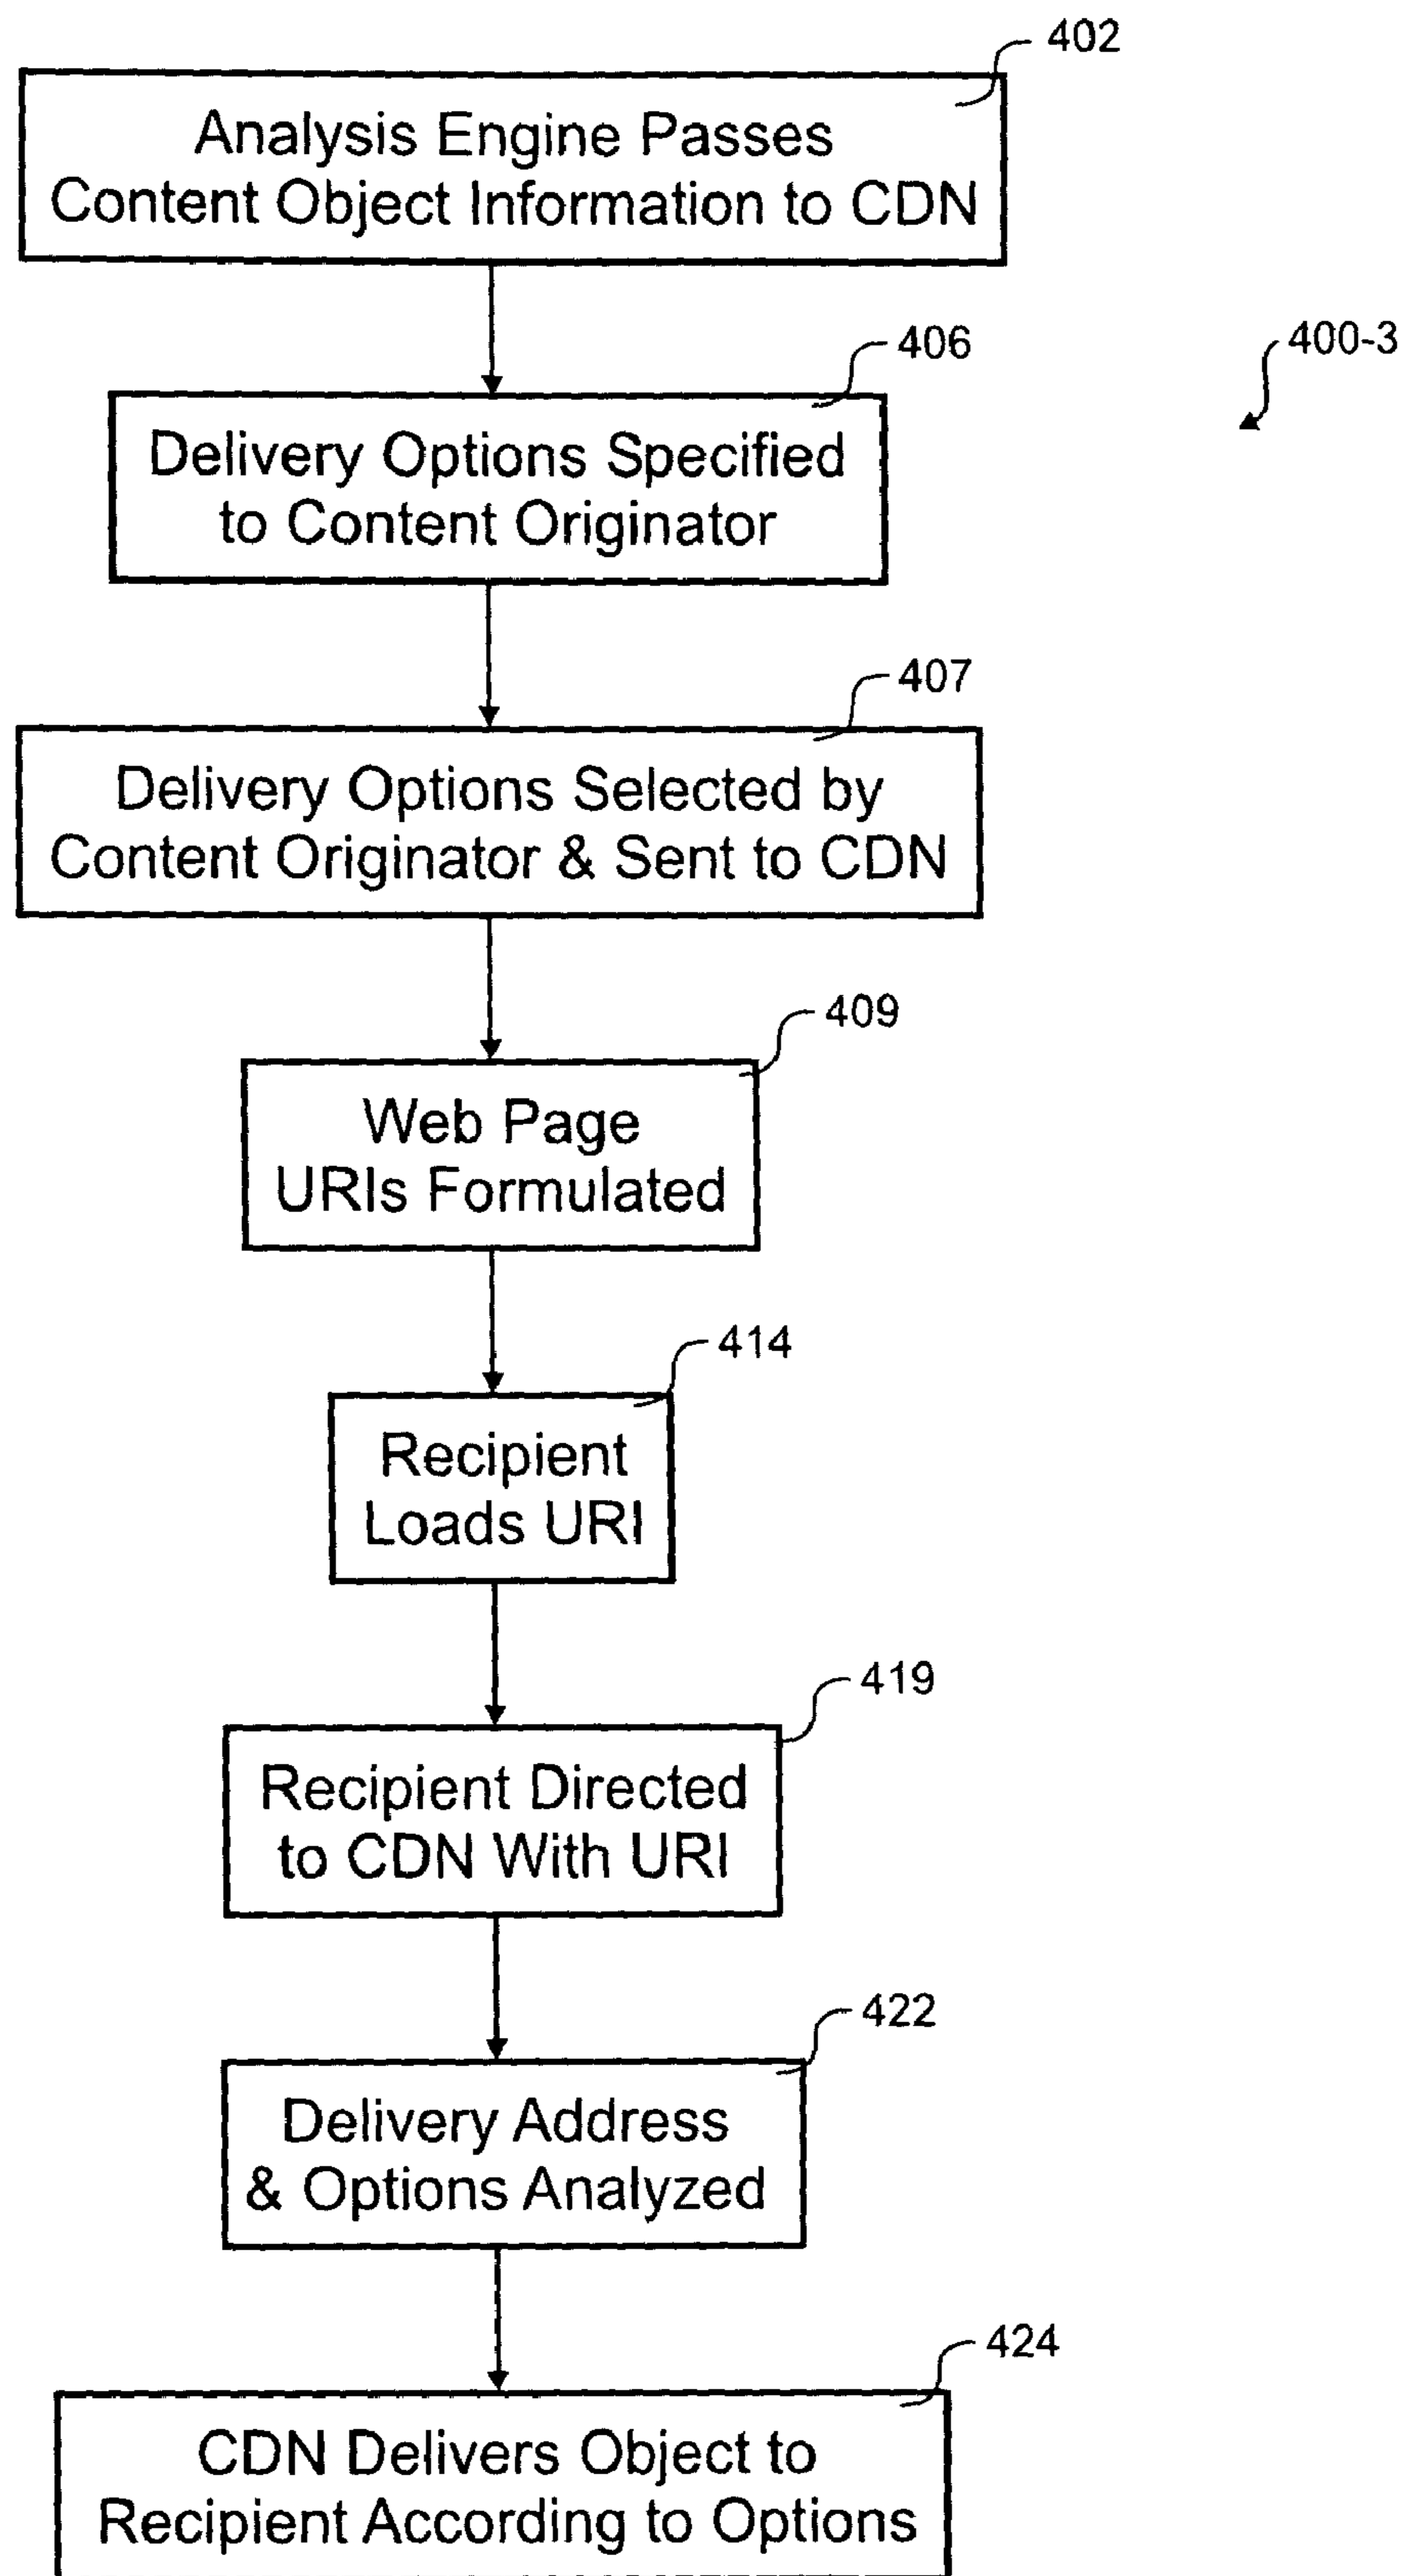 402
Analysis Engine Passes
Content Object Information to CDN
406
400-3
Delivery Options Specified
to Content Originator
407
Delivery Options Selected by
Content Originator & Sent to CDN
409
Web Page
URIs Formulated
414
Recipient
Loads URI
419
Recipient Directed
to CDN With URI
422
Delivery Address
& Options Analyzed
424
CDN Delivers Object to
Recipient According to Options